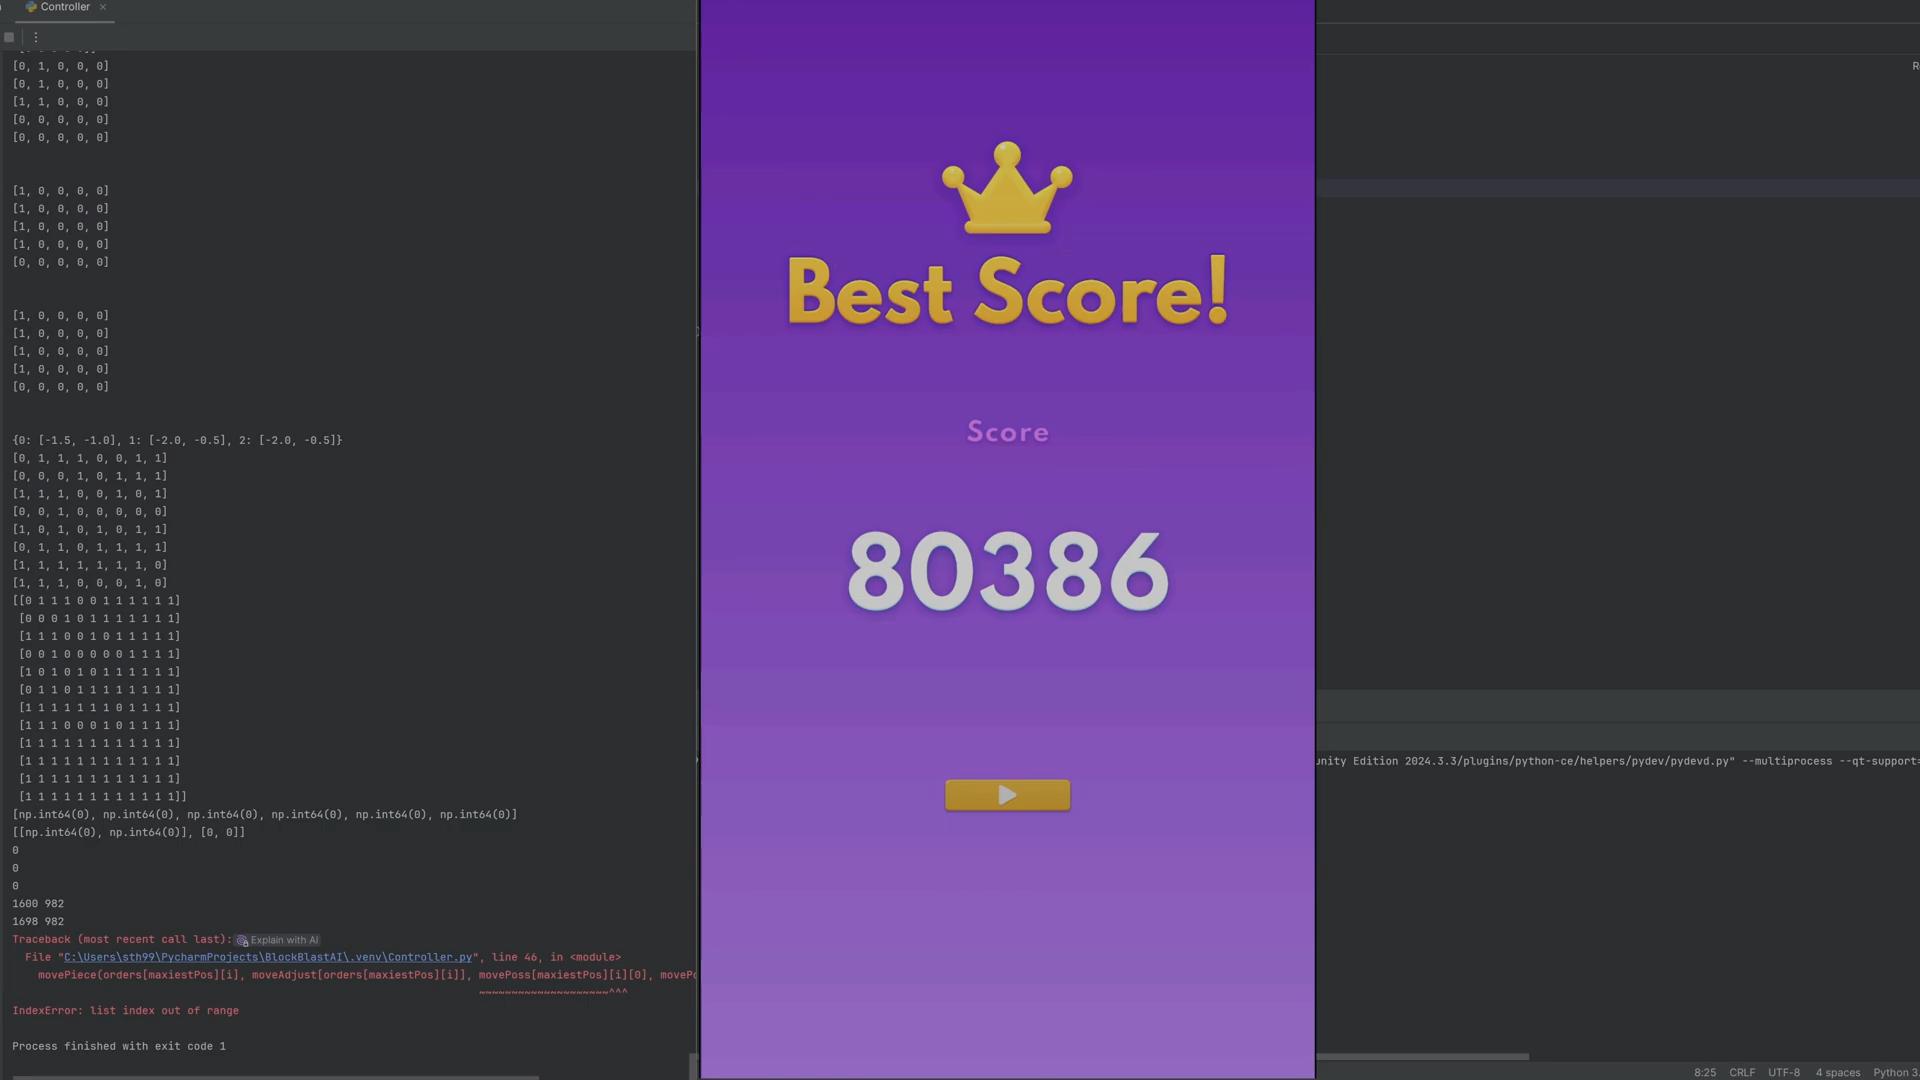 Controller
[0, 1, 0, 0, 0]
[0, 1, 0, 0, 0]
[1, 1, 0, 0, 0]
[0, 0, 0, 0, 0]
[0, 0, 0, 0, 0]
[1, 0, 0, 0, 0]
[1, 0, 0, 0, 0]
[1, 0, 0, 0, 0]
[1, 0, 0, 0, 0]
[0, 0, 0, 0, 0]
[1, 0, 0, 0, 0]
[1, 0, 0, 0, 0]
[1, 0, 0, 0, 0]
[1, 0, 0, 0, 0]
[0, 0, 0, 0, 0]
{0: [-1.5, -1.0], 1: [-2.0, -0.5], 2: [-2.0, -0.5]}
[0, 1, 1, 1, 0, 0, 1, 1]
[0, 0, 0, 1, 0, 1, 1, 1]
[1, 1, 1, 0, 0, 1, 0, 1]
[0, 0, 1, 0, 0, 0, 0, 0]
[1, 0, 1, 0, 1, 0, 1, 1]
[0, 1, 1, 0, 1, 1, 1, 1]
[1, 1, 1, 1, 1, 1, 1, 0]
[1, 1, 1, 0, 0, 0, 1, 0]
[[0 1 1 1 0 0 1 1 1 1 1 1]
[0 0 0 1 0 1 1 1 1 1 1 1]
[1 1 1 0 0 1 0 1 1 1 1 1]
[0 0 1 0 0 0 0 0 1 1 1 1]
[1 0 1 0 1 0 1 1 1 1 1 1]
[0 1 1 0 1 1 1 1 1 1 1 1]
[1 1 1 1 1 1 1 0 1 1 1 1]
[1 1 1 0 0 0 1 0 1 1 1 1]
[1 1 1 1 1 1 1 1 1 1 1 1]
[1 1 1 1 1 1 1 1 1 1 1 1]
[1 1 1 1 1 1 1 1 1 1 1 1]
[1 1 1 1 1 1 1 1 1 1 1 1]]
[np.int64(0), np.int64(0), np.int64(0), np.int64(0), np.int64(0), np.int64(0)]
[[np.int64(0), np.int64(0)], [0, 0]]
0
0
0
1600 982
1698 982
Traceback (most recent call last): Explain with AI
File "C:\Users\sth99\PycharmProjects\BlockBlastAI\.venv\Controller.py", line 46, in <module>
movePiece(orders[maxiestPos][i], moveAdjust[orders[maxiestPos][i]], movePoss[maxiestPos][i][0], movePo
~~~~~~~~~~~~~~~~~~~~^^^
IndexError: list index out of range
Process finished with exit code 1
Best Score!
Score
80386
unity Edition 2024.3.3/plugins/python-ce/helpers/pydev/pydevd.py" --multiprocess --qt-support=
8:25 CRLF UTF-8 4 spaces Python 3.